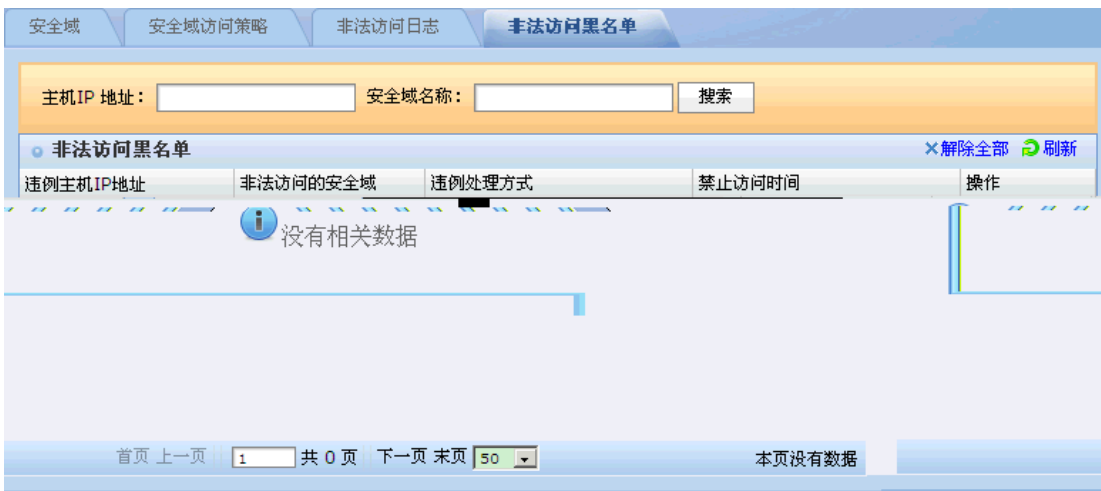 安全域 安全域访问策略 非法访问日志 非法访问黑名单
主机IP 地址： 安全域名称： 搜索
非法访问黑名单 解除全部 刷新
违例主机IP地址 非法访问的安全域 违例处理方式 禁止访问时间 操作
没有相关数据
首页 上一页 1 共 0 页 下一页 末页 50 本页没有数据